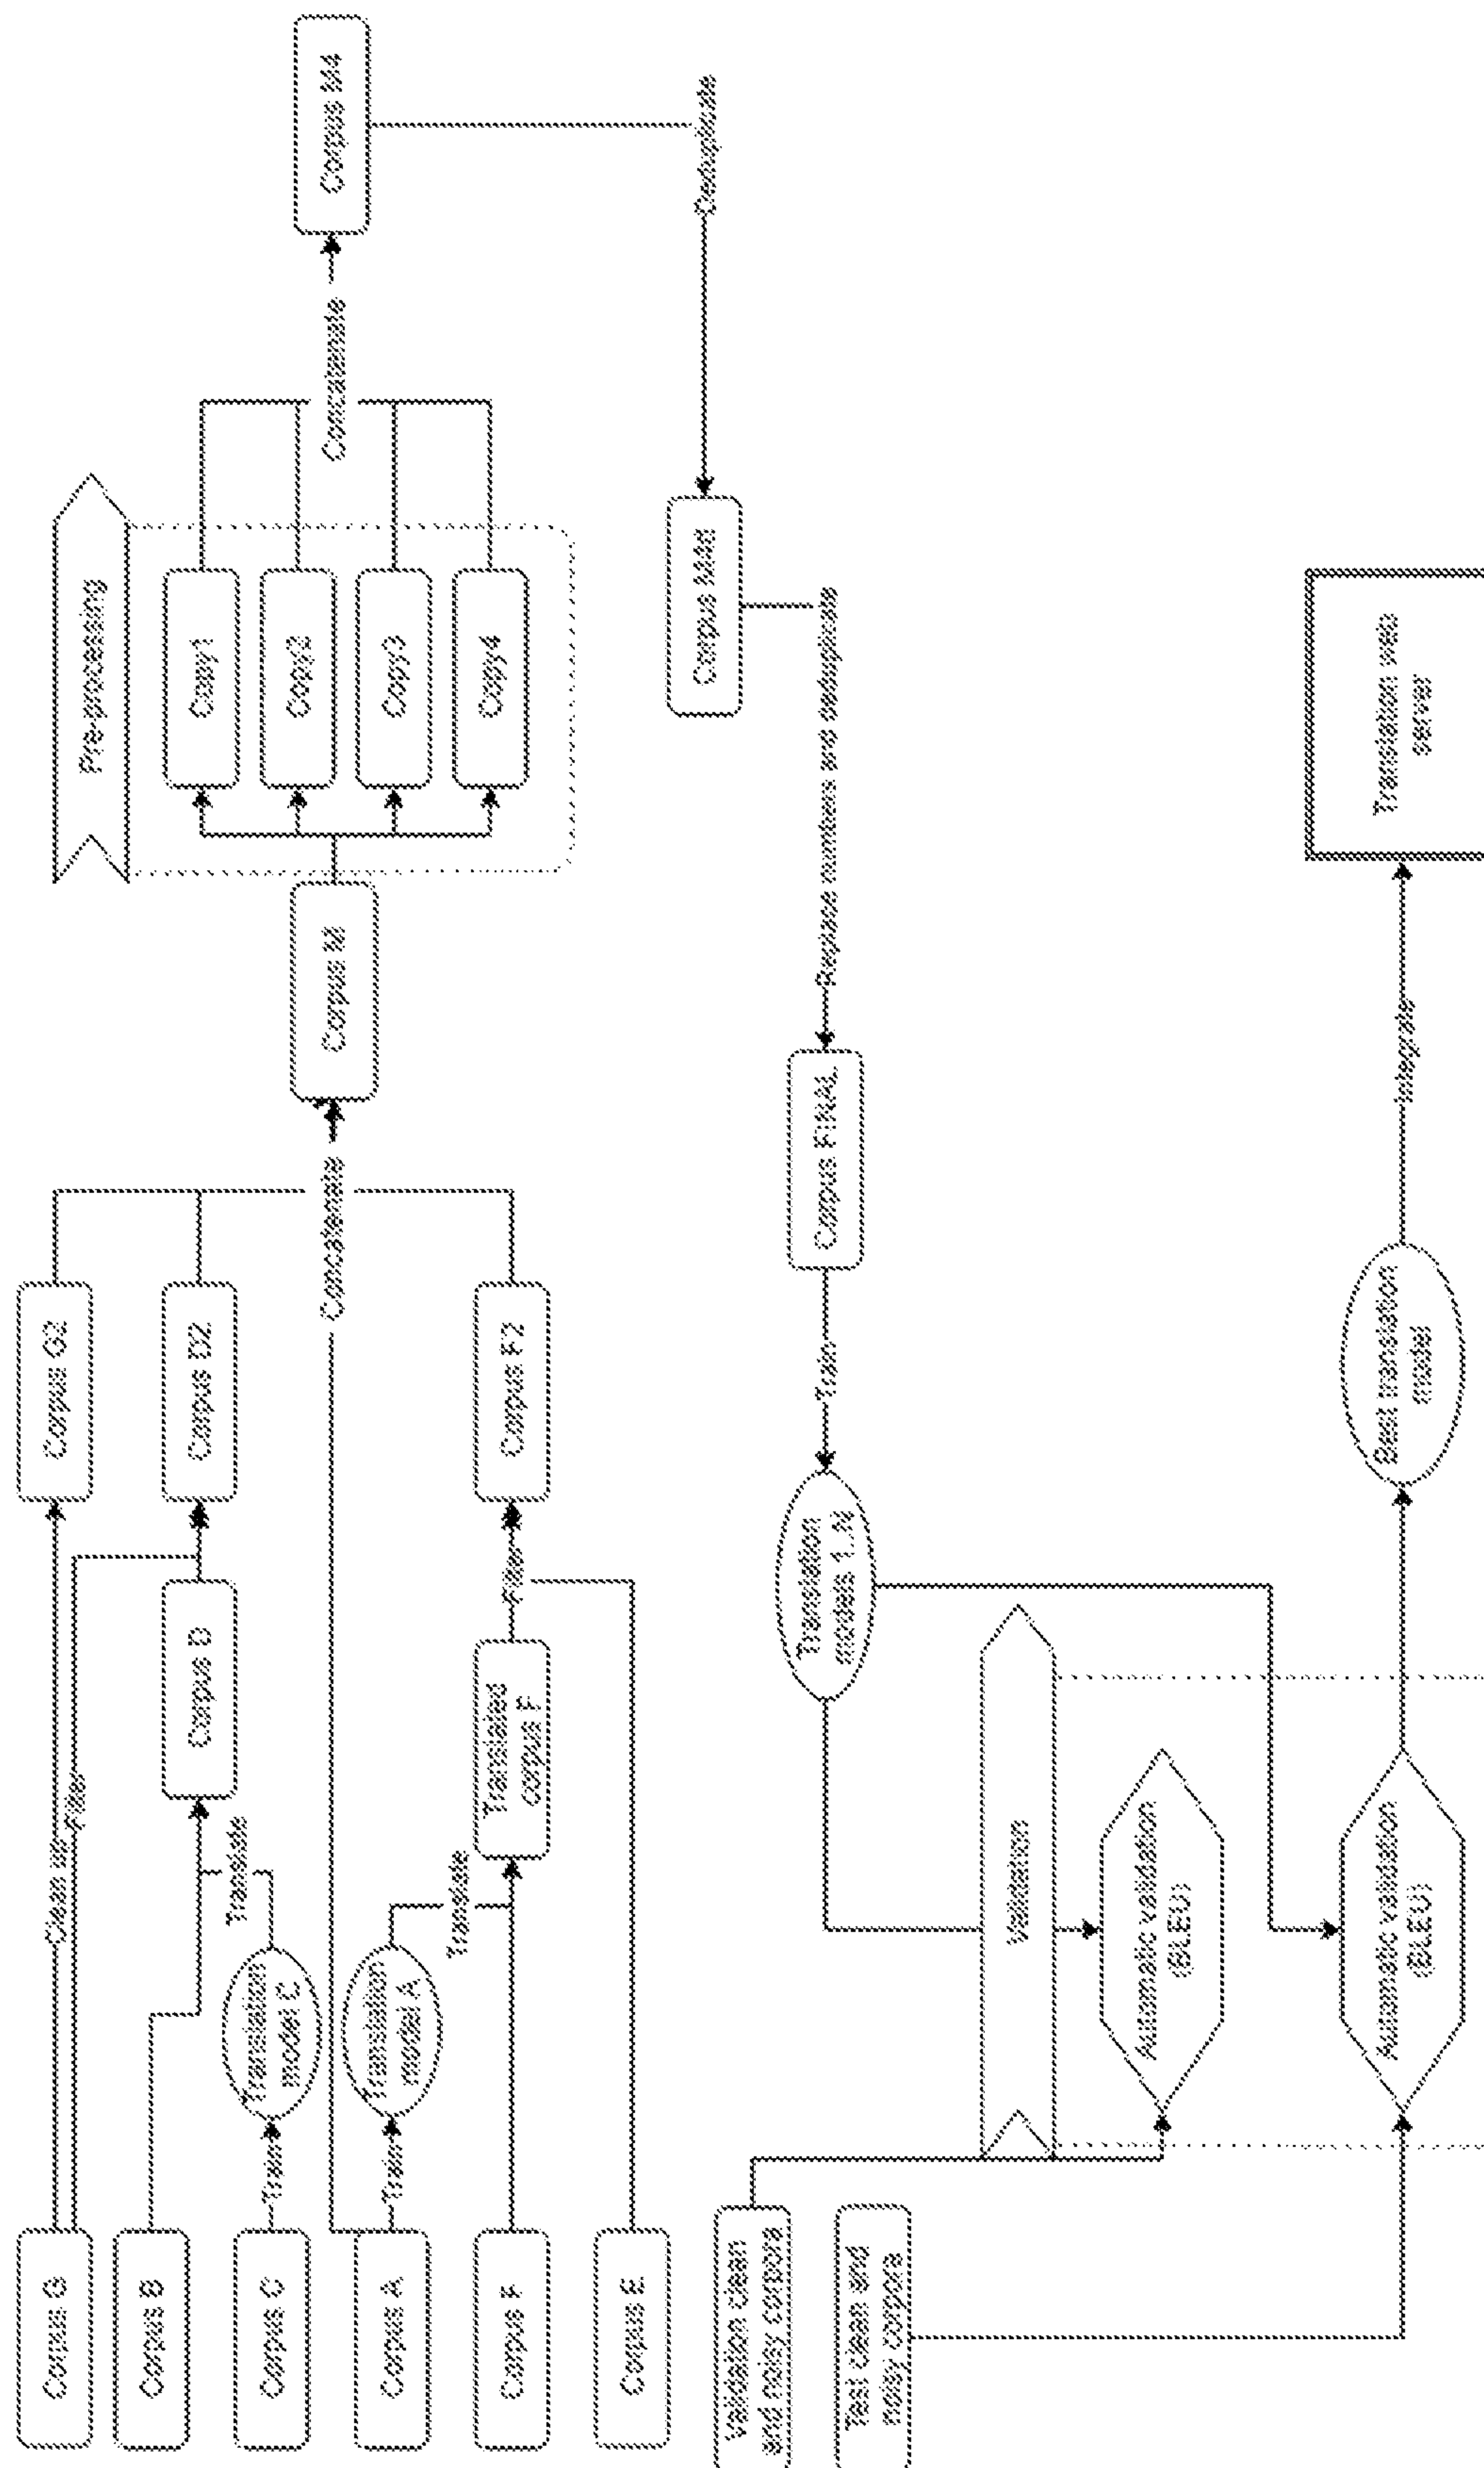 Corpus G
Corpus B
Corpus C
Corpus A
Corpus F
Corpus E
Clean up
Filter
Train
Train
Translation
model C
Translation
model A
Translate
Translate
Corpus D
Translated
corpus F
Filter
Corpus G2
Corpus D2
Corpus F2
Concatenate
Corpus M
Pre-processing
Copy1
Copy2
Copy3
Copy4
Concatenate
Corpus M4
Deduplicate
Corpus M4d
Replace numbers and deduplicate
Corpus FINAL
Train
Translation
models 1..N
Validation clean
and noisy corpora
Test clean and
noisy corpora
Validation
Automatic validation
(BLEU)
Automatic validation
(BLEU)
Best translation
model
Integrate
Translation web
server